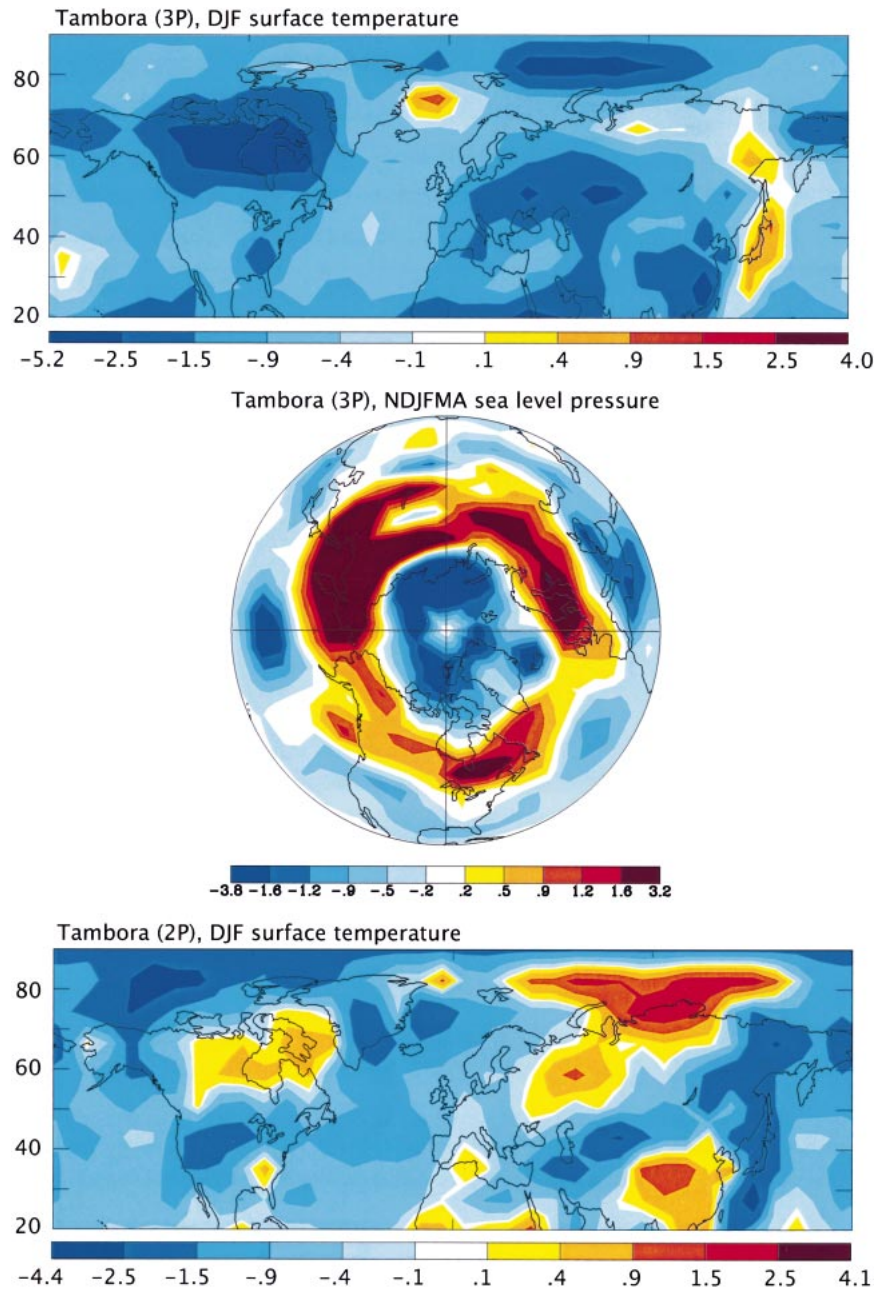 Tambora (3P), DJF surface temperature
80
60
40
20
-5.2 -2.5 -1.5 -.9 -.4 -.1 .1 .4 .9 1.5 2.5 4.0
Tambora (3P), NDJFMA sea level pressure
-3.8 -1.6 -1.2 -.9 -.5 -.2 .2 .5 .9 1.2 1.6 3.2
Tambora (2P), DJF surface temperature
80
60
40
20
-4.4 -2.5 -1.5 -.9 -.4 -.1 .1 .4 .9 1.5 2.5 4.1